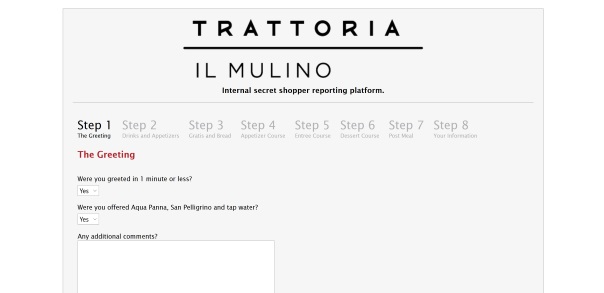 TRATTORIA
IL MULINO
Internal secret shopper reporting platform.
Step 1 Step 2 Step 3 Step 4 Step 5 Step 6 Step 7 Step 8
The Greeting Drinks and Appetizers Gratis and Bread Appetizer Course Entree Course Dessert Course Post Meal Your Information
The Greeting
Were you greeted in 1 minute or less?
Yes
Were you offered Aqua Panna, San Pelligrino and tap water?
Yes
Any additional comments?